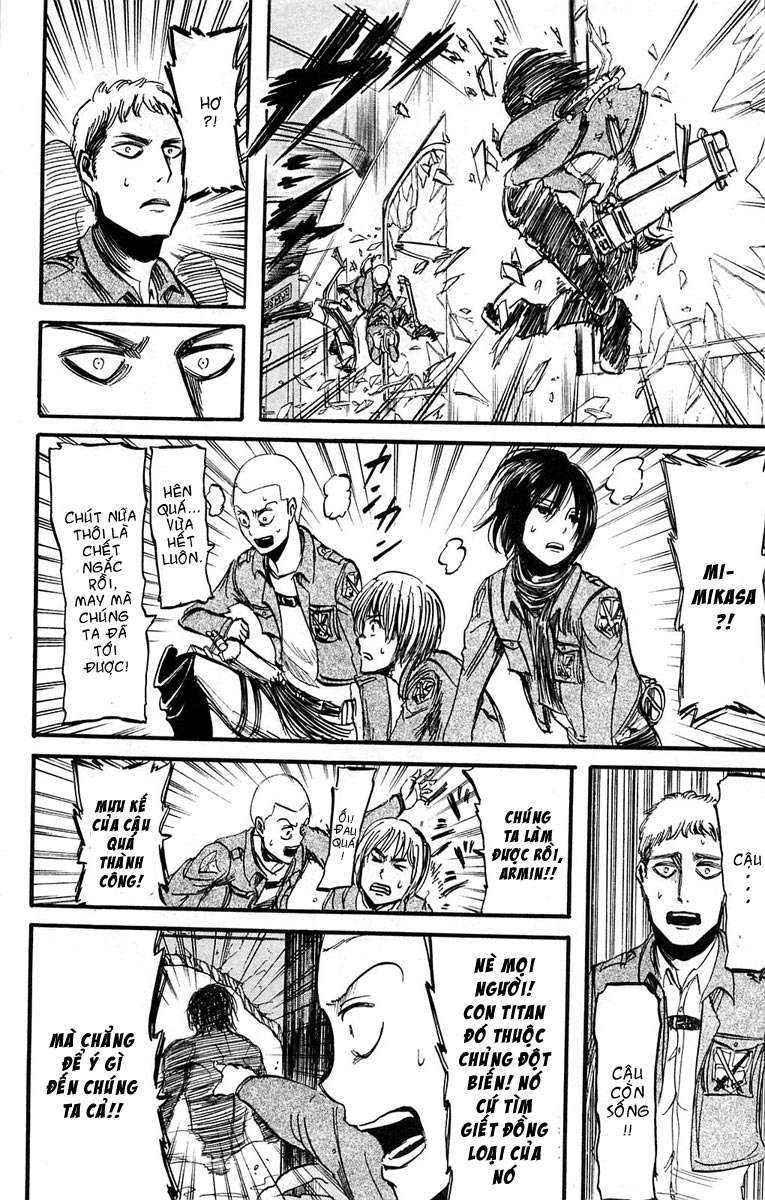 HƠ
?!
MI-
MIKASA
?!
HÊN
QUÁ...
VỪA
HẾT
LUÔN.
CHÚT NỮA
THÔI LÀ
CHẾT
NGẮC
RỒI,
MAY MÀ
CHÚNG
TA ĐÃ
TỚI
ĐƯỢC!
CẬU
...
CẬU
CÒN
SỐNG
!!
CHÚNG
TA LÀM
ĐƯỢC RỒI,
ARMIN!!
ỐI!
ĐAU
QUÁ
!
MƯU KẾ
CỦA CẬU
QUÁ
THÀNH
CÔNG!
NÈ MỌI
NGƯỜI!
CON TITAN
ĐÓ THUỘC
CHỦNG ĐỘT
BIẾN! NÓ
CỨ TÌM
GIẾT ĐỒNG
LOẠI CỦA
NÓ
MÀ CHẲNG
ĐỂ Ý GÌ
ĐẾN CHÚNG
TA CẢ!!